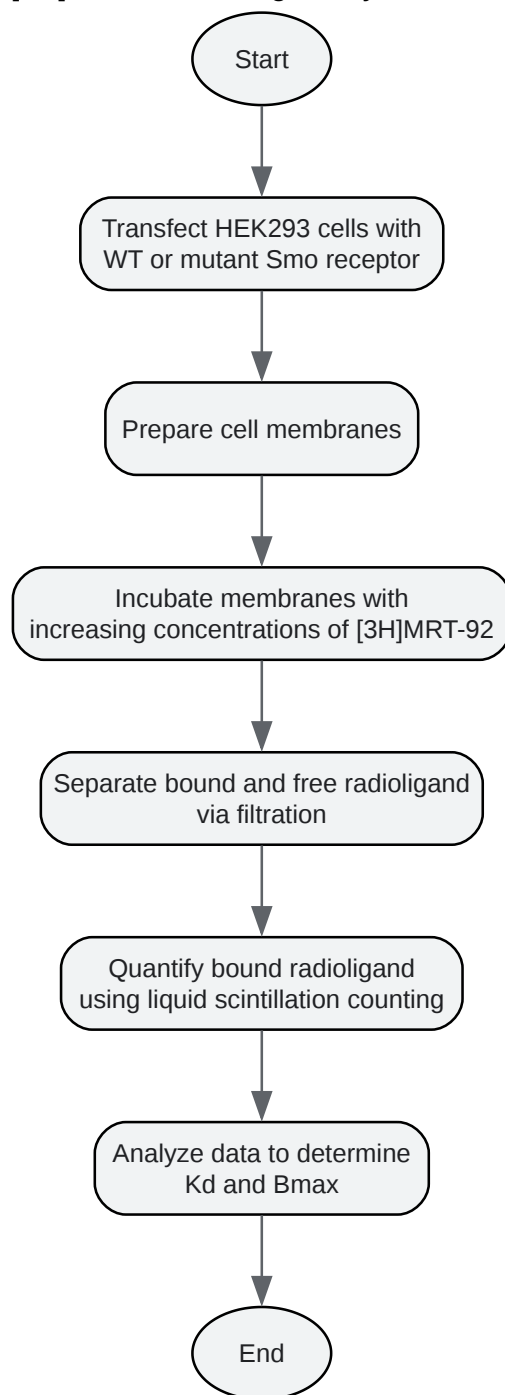 Start
Transfect HEK293 cells with
WT or mutant Smo receptor
Prepare cell membranes
Incubate membranes with
increasing concentrations of [3H]MRT-92
Separate bound and free radioligand
via filtration
Quantify bound radioligand
using liquid scintillation counting
Analyze data to determine
Kd and Bmax
End